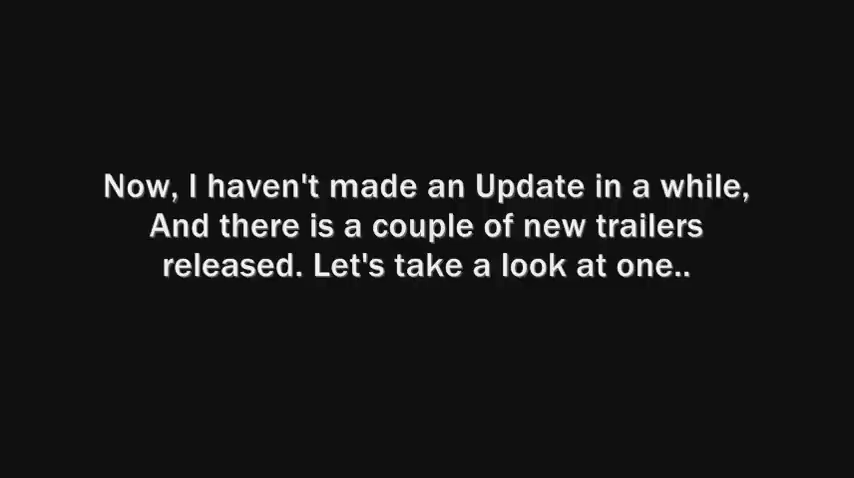 Now, I haven't made an Update in a while,
And there is a couple of new trailers
released. Let's take a look at one..